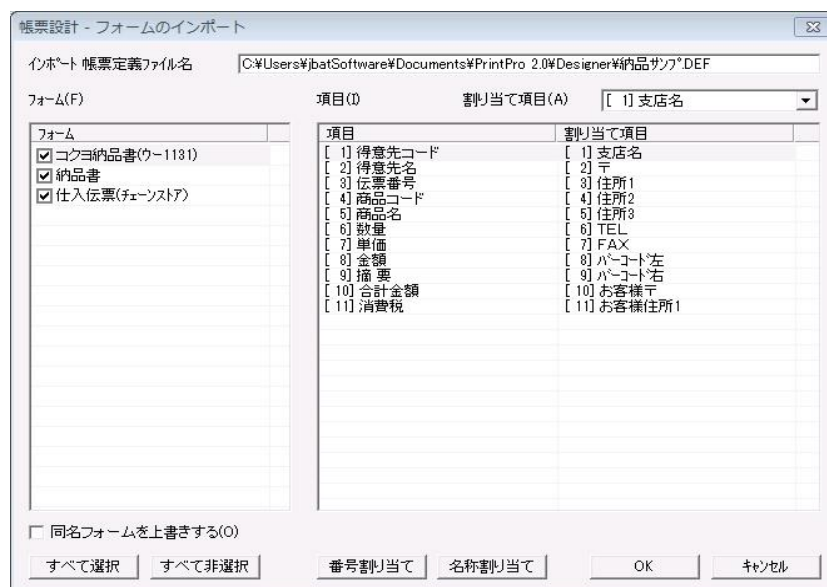 帳票設計 - フォームのインポート
インポート 帳票定義ファイル名 C:¥Users¥jbatSoftware¥Documents¥PrintPro 2.0¥Designer¥納品サンプ.DEF
フォーム(F) 項目(I) 割り当て項目(A) [ 1] 支店名
フォーム 項目 割り当て項目
コクヨ納品書(ウー1131) [ 1] 得意先コード [ 1] 支店名
納品書 [ 2] 得意先名 [ 2] 〒
仕入伝票(チェーンストア) [ 3] 伝票番号 [ 3] 住所1
[ 4] 商品コード [ 4] 住所2
[ 5] 商品名 [ 5] 住所3
[ 6] 数量 [ 6] TEL
[ 7] 単価 [ 7] FAX
[ 8] 金額 [ 8] バーコード左
[ 9] 摘 要 [ 9] バーコード右
[ 10] 合計金額 [ 10] お客様〒
[ 11] 消費税 [ 11] お客様住所1
同名フォームを上書きする(O)
すべて選択 すべて非選択 番号割り当て 名称割り当て OK キャンセル